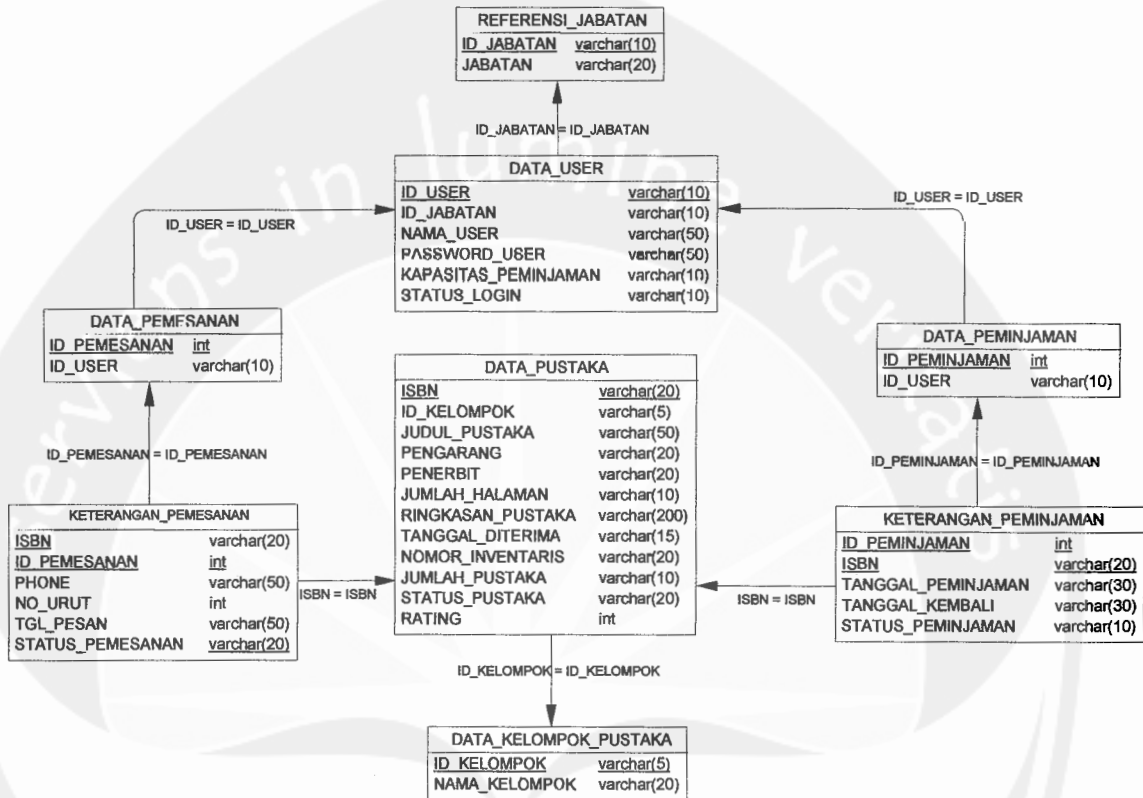 REFERENSI_JABATAN
ID_JABATAN varchar(10)
JABATAN varchar(20)
ID_JABATAN = ID_JABATAN
DATA_USER
ID_USER varchar(10)
ID_JABATAN varchar(10)
NAMA_USER varchar(50)
PASSWORD_USER varchar(50)
KAPASITAS_PEMINJAMAN varchar(10)
STATUS_LOGIN varchar(10)
ID_USER = ID_USER
ID_USER = ID_USER
DATA_PEMESANAN
ID_PEMESANAN int
ID_USER varchar(10)
DATA_PEMINJAMAN
ID_PEMINJAMAN int
ID_USER varchar(10)
DATA_PUSTAKA
ISBN varchar(20)
ID_KELOMPOK varchar(5)
JUDUL_PUSTAKA varchar(50)
PENGARANG varchar(20)
PENERBIT varchar(20)
JUMLAH_HALAMAN varchar(10)
RINGKASAN_PUSTAKA varchar(200)
TANGGAL_DITERIMA varchar(15)
NOMOR_INVENTARIS varchar(20)
JUMLAH_PUSTAKA varchar(10)
STATUS_PUSTAKA varchar(20)
RATING int
ID_PEMESANAN = ID_PEMESANAN
ID_PEMINJAMAN = ID_PEMINJAMAN
KETERANGAN_PEMESANAN
ISBN varchar(20)
ID_PEMESANAN int
PHONE varchar(50)
NO_URUT int
TGL_PESAN varchar(50)
STATUS_PEMESANAN varchar(20)
ISBN = ISBN
KETERANGAN_PEMINJAMAN
ID_PEMINJAMAN int
ISBN varchar(20)
TANGGAL_PEMINJAMAN varchar(30)
TANGGAL_KEMBALI varchar(30)
STATUS_PEMINJAMAN varchar(10)
ISBN = ISBN
ID_KELOMPOK = ID_KELOMPOK
DATA_KELOMPOK_PUSTAKA
ID_KELOMPOK varchar(5)
NAMA_KELOMPOK varchar(20)
serviens in lumine veritatis